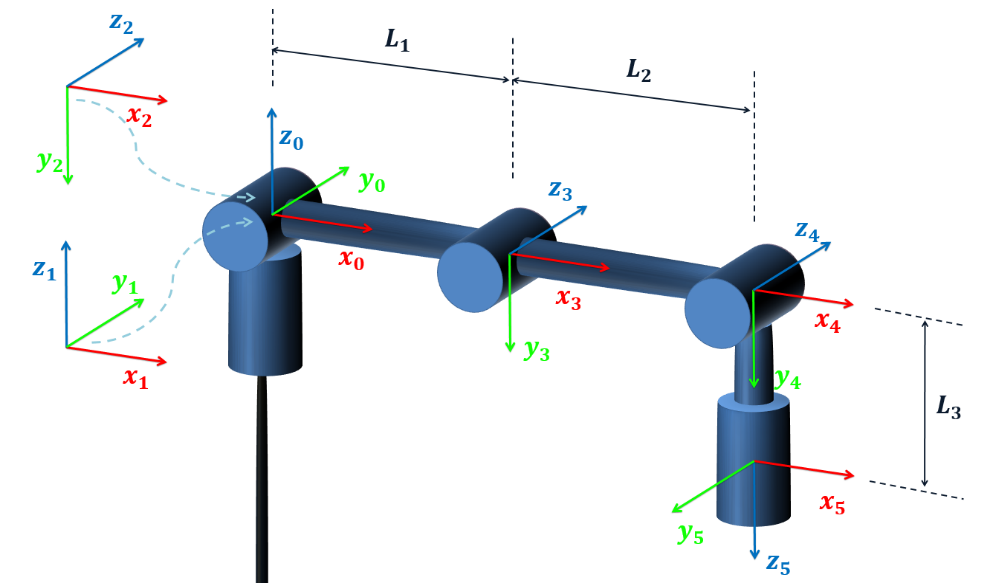 z₂
L₁
L₂
x₂
z₀
y₂
y₀
z₃
z₄
z₁
y₁
x₀
x₃
x₄
y₃
x₁
y₄
L₃
x₅
y₅
z₅